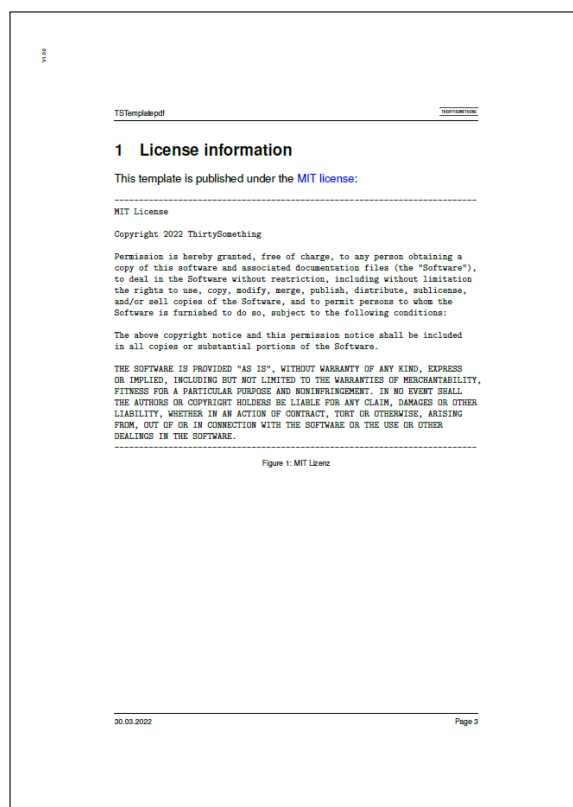 V1.0.0
TSTemplate.pdf
THIRTYSOMETHING
1 License information
This template is published under the MIT license:
MIT License
Copyright 2022 ThirtySomething
Permission is hereby granted, free of charge, to any person obtaining a
copy of this software and associated documentation files (the "Software"),
to deal in the Software without restriction, including without limitation
the rights to use, copy, modify, merge, publish, distribute, sublicense,
and/or sell copies of the Software, and to permit persons to whom the
Software is furnished to do so, subject to the following conditions:
The above copyright notice and this permission notice shall be included
in all copies or substantial portions of the Software.
THE SOFTWARE IS PROVIDED "AS IS", WITHOUT WARRANTY OF ANY KIND, EXPRESS
OR IMPLIED, INCLUDING BUT NOT LIMITED TO THE WARRANTIES OF MERCHANTABILITY,
FITNESS FOR A PARTICULAR PURPOSE AND NONINFRINGEMENT. IN NO EVENT SHALL
THE AUTHORS OR COPYRIGHT HOLDERS BE LIABLE FOR ANY CLAIM, DAMAGES OR OTHER
LIABILITY, WHETHER IN AN ACTION OF CONTRACT, TORT OR OTHERWISE, ARISING
FROM, OUT OF OR IN CONNECTION WITH THE SOFTWARE OR THE USE OR OTHER
DEALINGS IN THE SOFTWARE.
Figure 1: MIT Lizenz
30.03.2022
Page 3